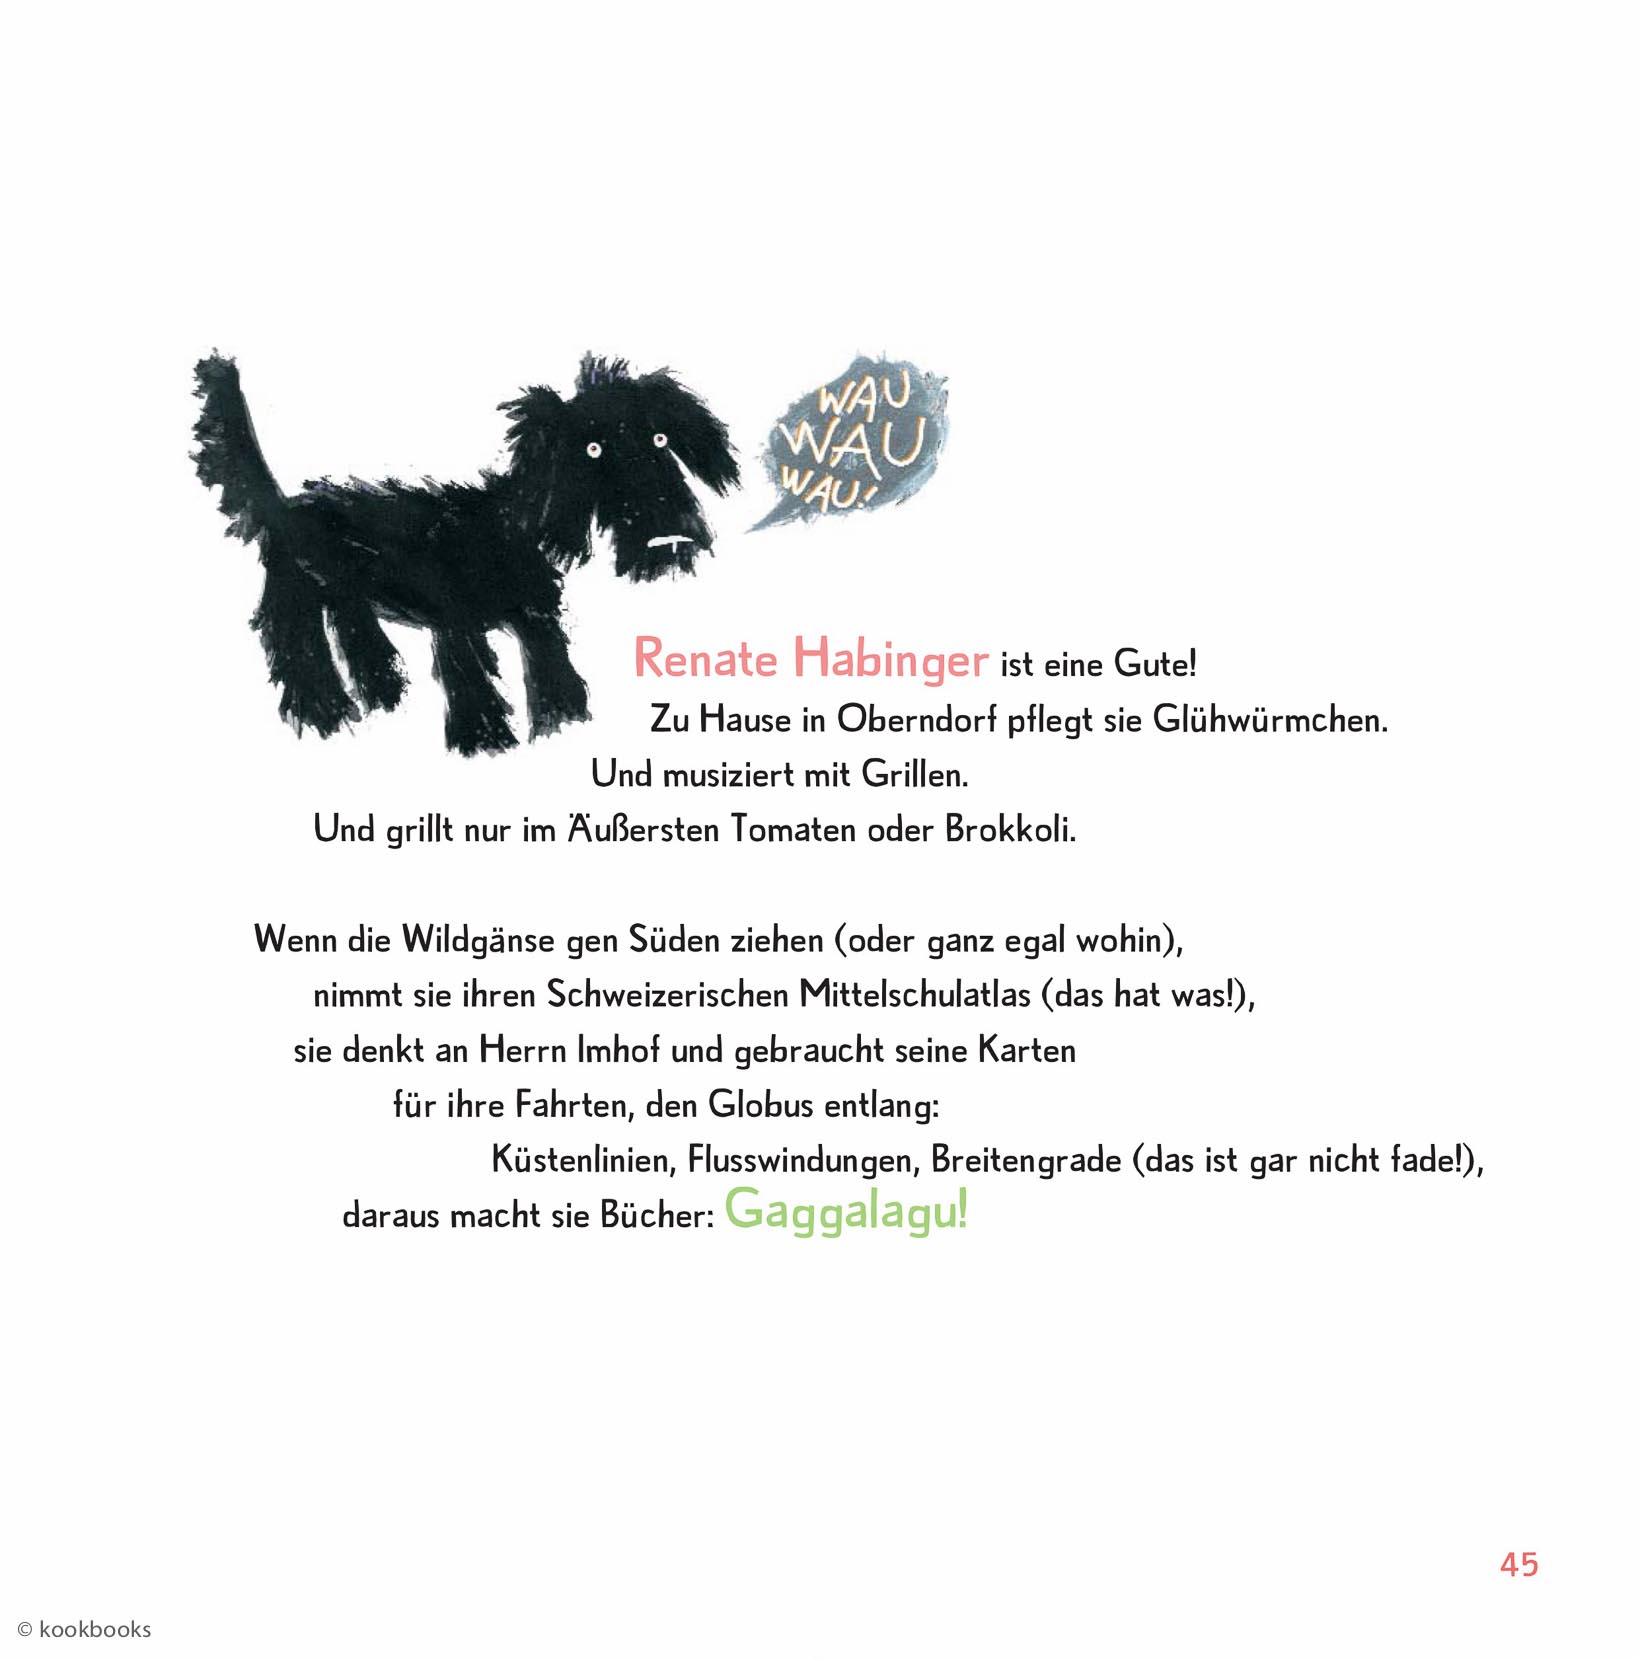 WAU
WAU
WAU!
Renate Habinger ist eine Gute!
Zu Hause in Oberndorf pflegt sie Glühwürmchen.
Und musiziert mit Grillen.
Und grillt nur im Äußersten Tomaten oder Brokkoli.
Wenn die Wildgänse gen Süden ziehen (oder ganz egal wohin),
nimmt sie ihren Schweizerischen Mittelschulatlas (das hat was!),
sie denkt an Herrn Imhof und gebraucht seine Karten
für ihre Fahrten, den Globus entlang:
Küstenlinien, Flusswindungen, Breitengrade (das ist gar nicht fade!),
daraus macht sie Bücher: Gaggalagu!
45
© kookbooks